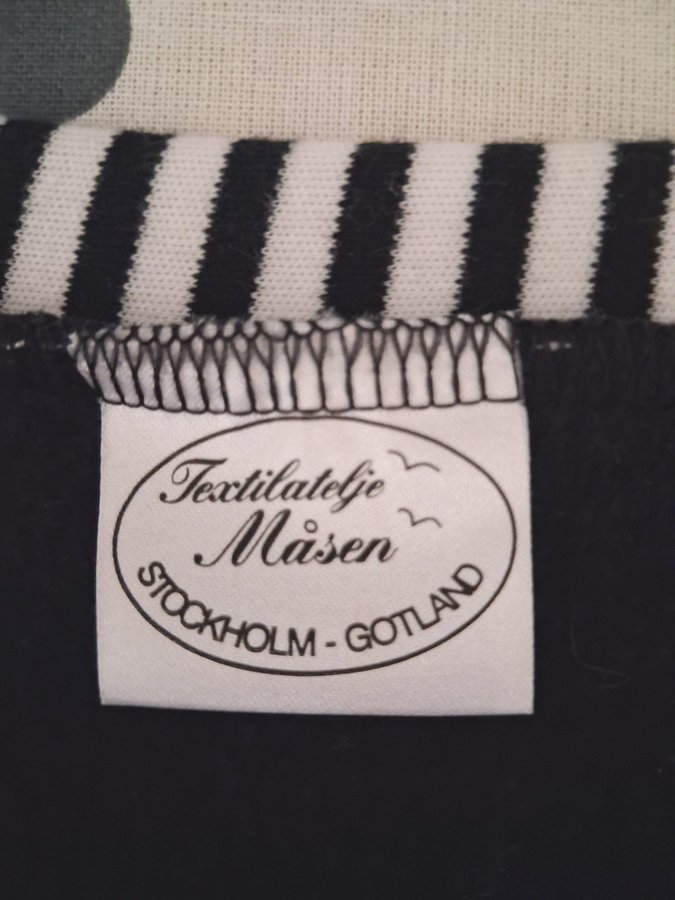 Textilatelje
Måsen
STOCKHOLM - GOTLAND